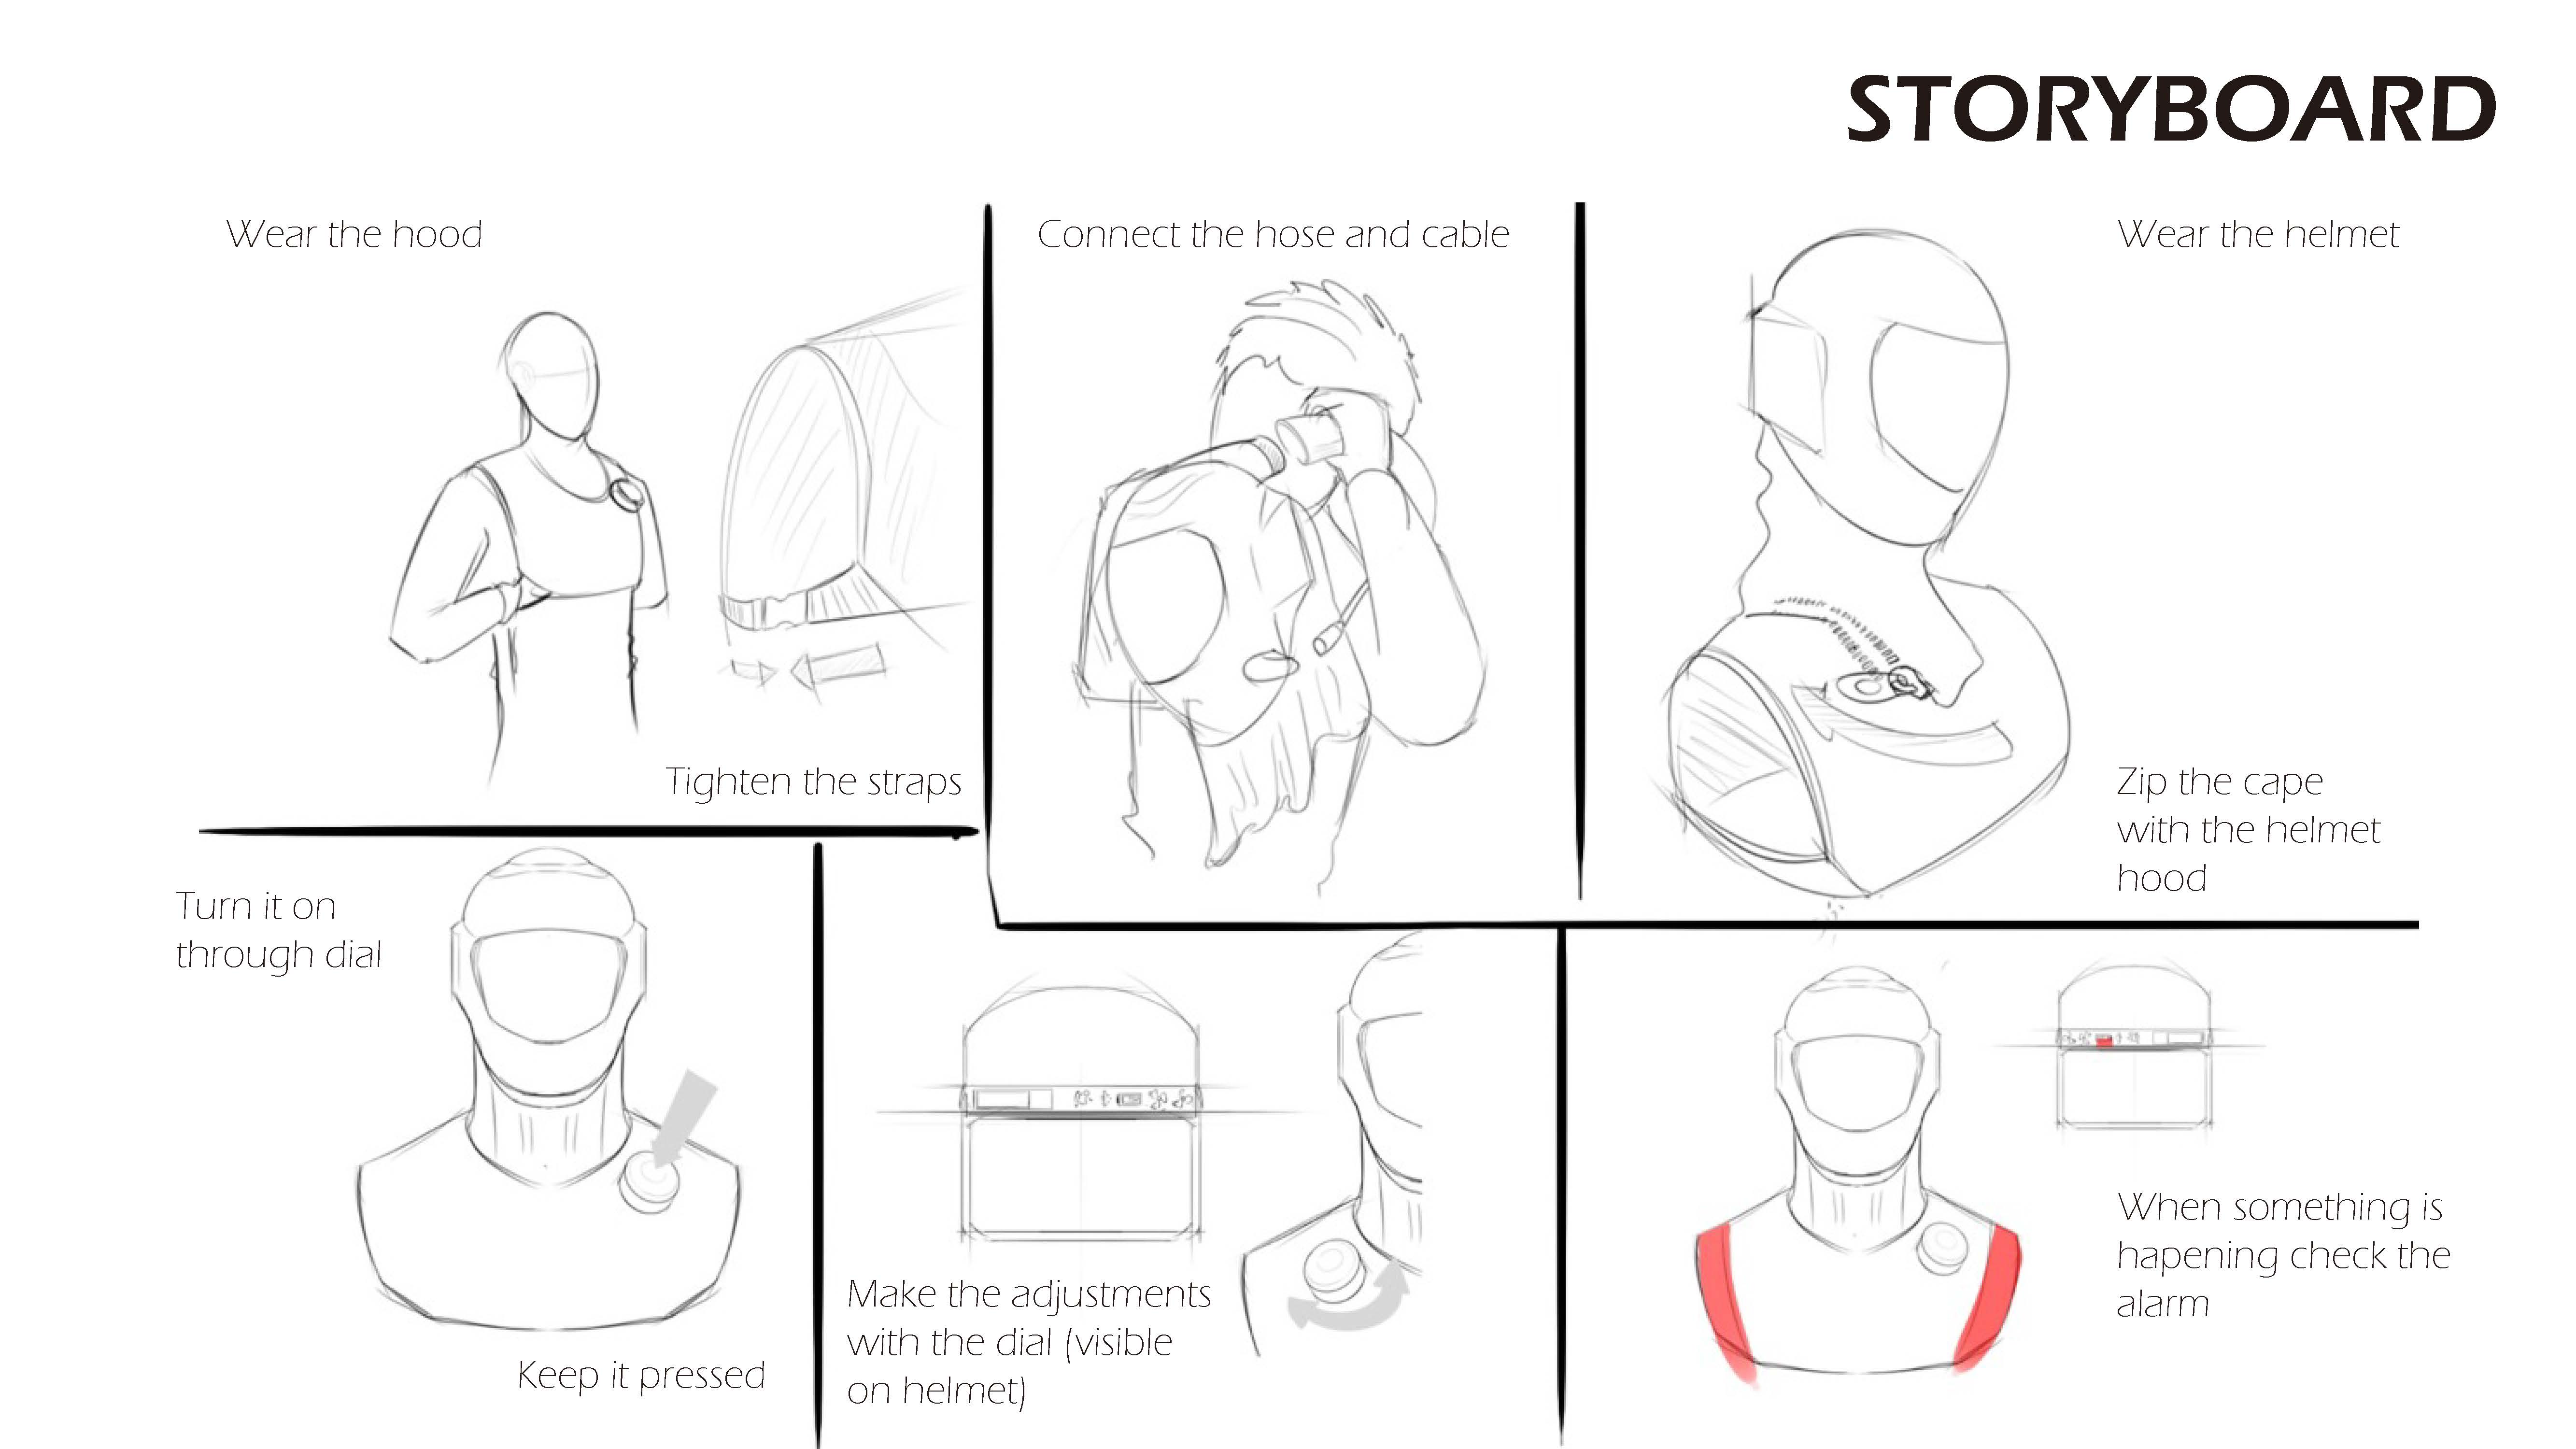 STORYBOARD
Wear the hood
Tighten the straps
Connect the hose and cable
Wear the helmet
Zip the cape
with the helmet
hood
Turn it on
through dial
Keep it pressed
Make the adjustments
with the dial (visible
on helmet)
When something is
hapening check the
alarm